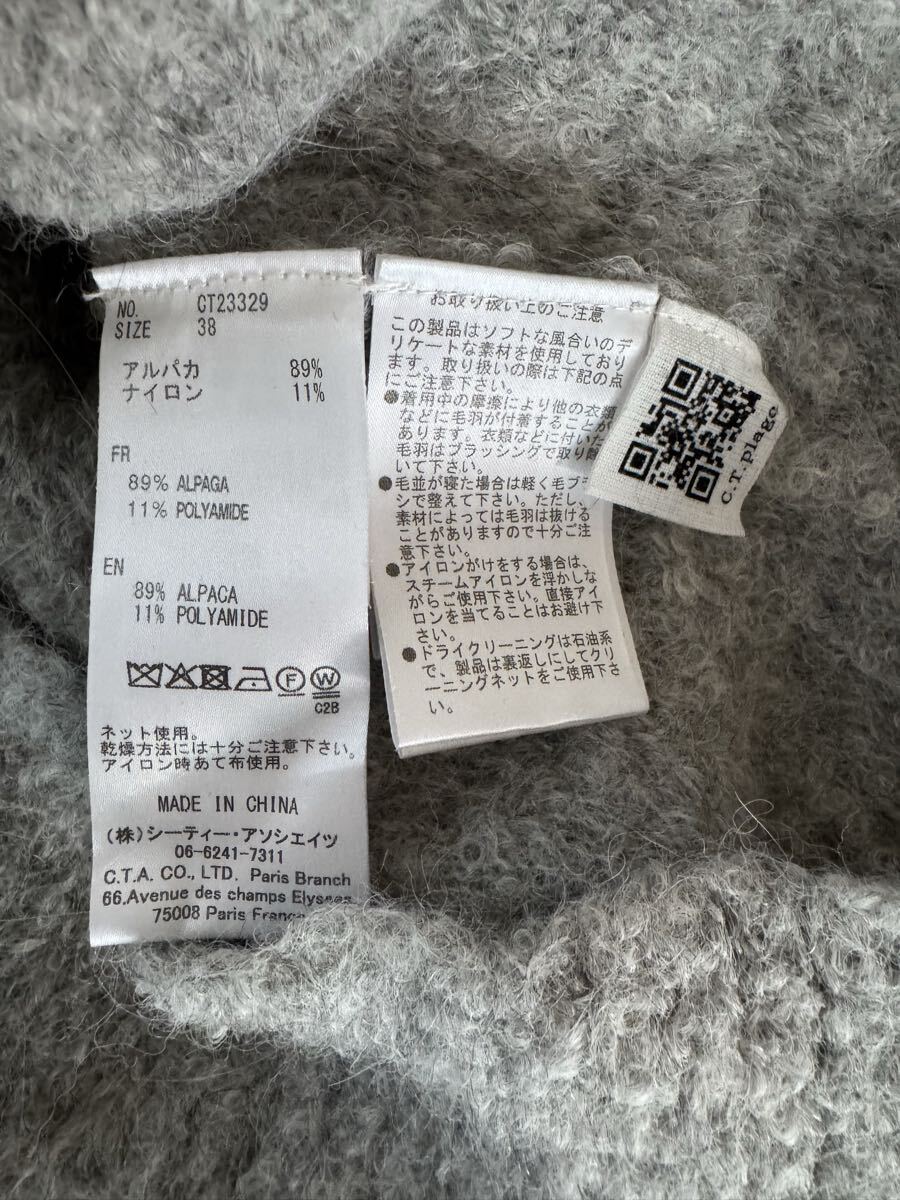 NO. CT23329
SIZE 38
アルパカ 89%
ナイロン 11%
FR
89% ALPAGA
11% POLYAMIDE
EN
89% ALPACA
11% POLYAMIDE
F W
C2B
ネット使用。
乾燥方法には十分ご注意下さい。
アイロン時あて布使用。
MADE IN CHINA
(株)シーティー・アソシエイツ
06-6241-7311
C.T.A. CO., LTD. Paris Branch
66.Avenue des champs Elysees
75008 Paris France
お取り扱い上のご注意
この製品はソフトな風合いのデ
リケートな素材を使用しており
ます。取り扱いの際は下記の点
にご注意下さい。
●着用中の摩擦により他の衣類
などに毛羽が付着することが
あります。衣類などに付いた
毛羽はブラッシングで取り除
いて下さい。
●毛並が寝た場合は軽く毛ブラ
シで整えて下さい。ただし、
素材によっては毛羽は抜ける
ことがありますので十分ご注
意下さい。
●アイロンがけをする場合は、
スチームアイロンを浮かしな
がらご使用下さい。直接アイ
ロンを当てることはお避け下
さい。
●ドライクリーニングは石油系
で、製品は裏返しにしてクリ
ーニングネットをご使用下さ
い。
C.T.plage